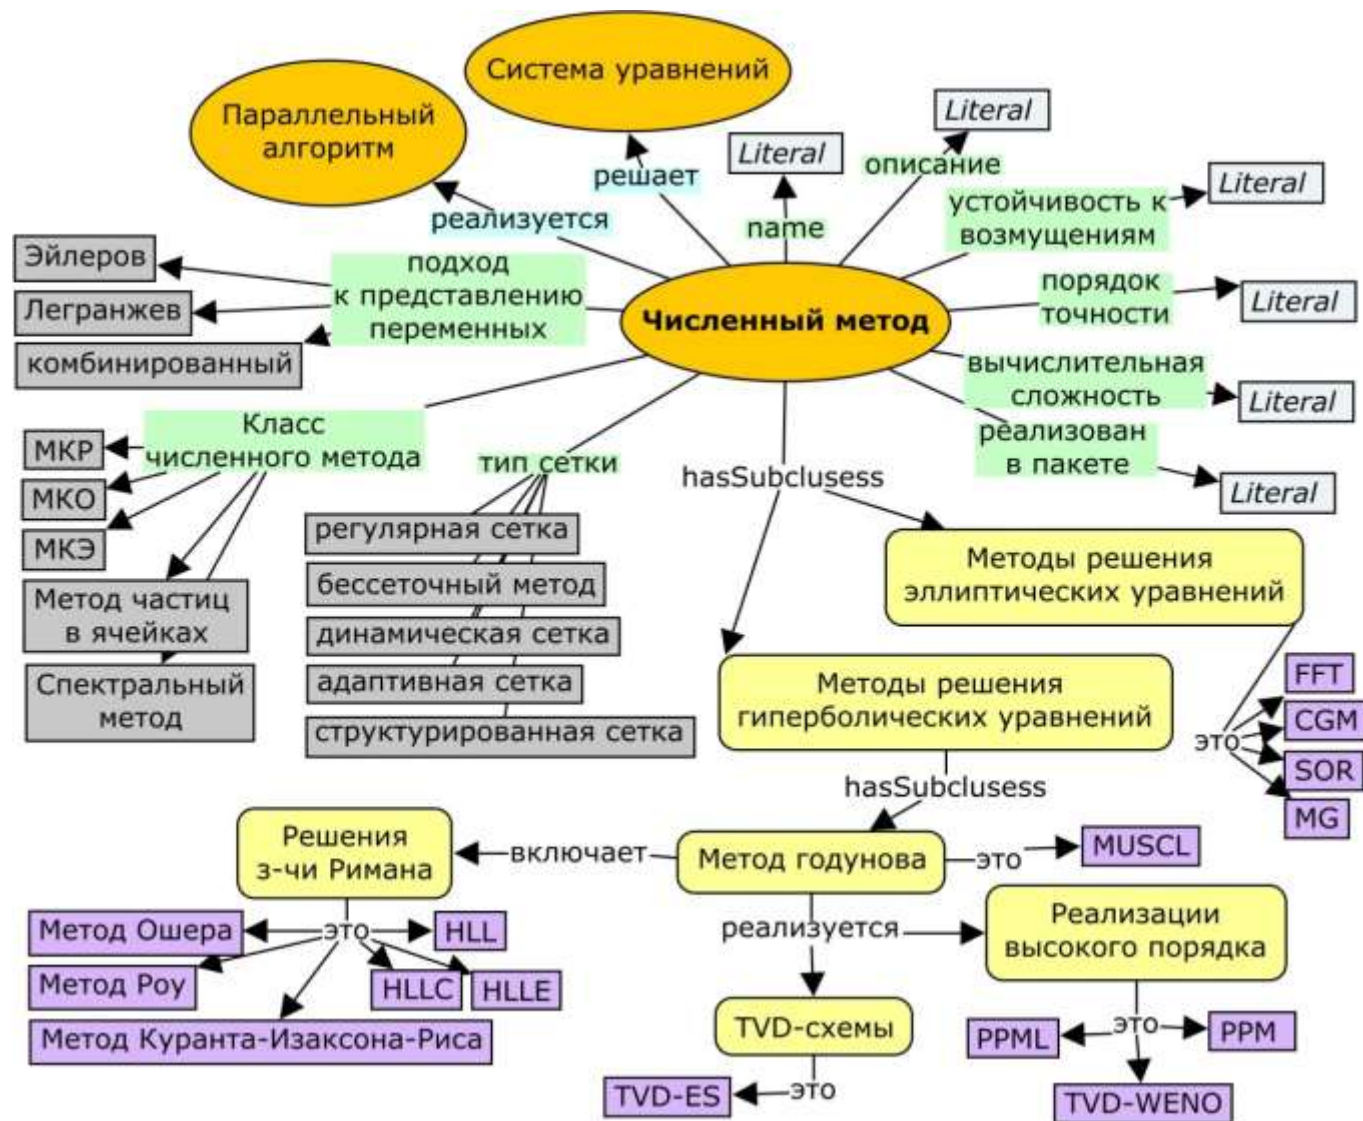 Система уравнений
Параллельный
алгоритм
Literal
Literal
описание
решает
Literal
устойчивость к
возмущениям
реализуется
name
Эйлеров
подход
к представлению
переменных
Легранжев
комбинированный
Численный метод
порядок
точности
Literal
вычислительная
сложность
Literal
реализован
в пакете
Literal
Класс
численного метода
МКР
МКО
МКЭ
Метод частиц
в ячейках
Спектральный
метод
тип сетки
регулярная сетка
бессеточный метод
динамическая сетка
адаптивная сетка
структурированная сетка
hasSubclusess
Методы решения
эллиптических уравнений
Методы решения
гиперболических уравнений
это
FFT
CGM
SOR
MG
hasSubclusess
Решения
з-чи Римана
включает
Метод годунова
это
MUSCL
Метод Ошера
это
HLL
Метод Роу
HLLC
HLLE
Метод Куранта-Изаксона-Риса
реализуется
Реализации
высокого порядка
TVD-схемы
это
TVD-ES
PPML
это
PPM
TVD-WENO